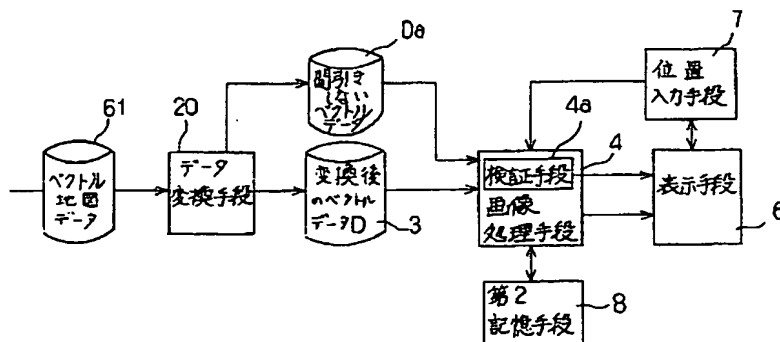 Da
間引き
しない
ベクトル
データ
7
位置
入力手段
61
ベクトル
地図
データ
20
データ
変換手段
変換後
のベクトル
データD
3
4a
4
検証手段
画像
処理手段
表示手段
6
第2
記憶手段
8